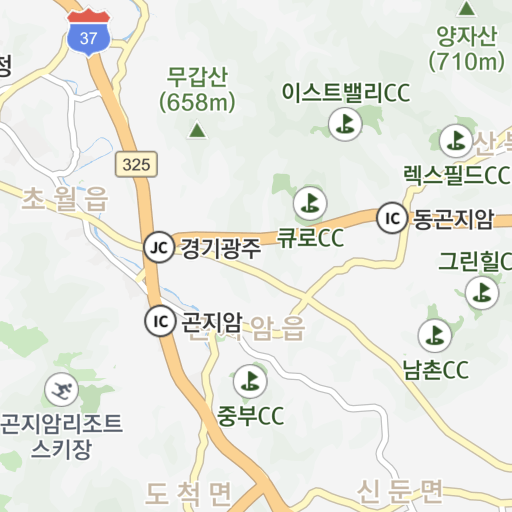 37
양자산
(710m)
정
무갑산
(658m)
이스트밸리CC
325
렉스필드CC
초월읍
IC
동곤지암
JC
경기광주
큐로CC
그린힐C
IC
곤지암
암읍
남촌CC
중부CC
곤지암리조트
스키장
도척면
신둔면